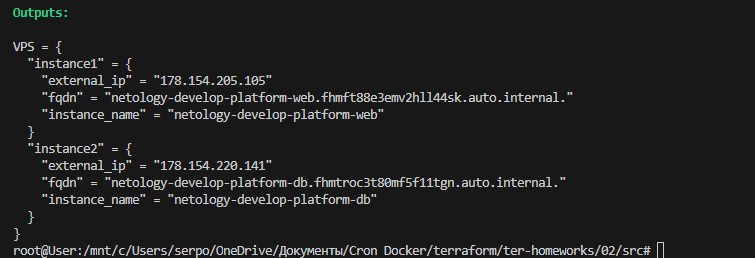 Outputs:
VPS = {
  "instance1" = {
    "external_ip" = "178.154.205.105"
    "fqdn" = "netology-develop-platform-web.fhmft88e3emv2hll44sk.auto.internal."
    "instance_name" = "netology-develop-platform-web"
  }
  "instance2" = {
    "external_ip" = "178.154.220.141"
    "fqdn" = "netology-develop-platform-db.fhmtroc3t80mf5f11tgn.auto.internal."
    "instance_name" = "netology-develop-platform-db"
  }
}
root@User:/mnt/c/Users/serpo/OneDrive/Документы/Cron Docker/terraform/ter-homeworks/02/src#